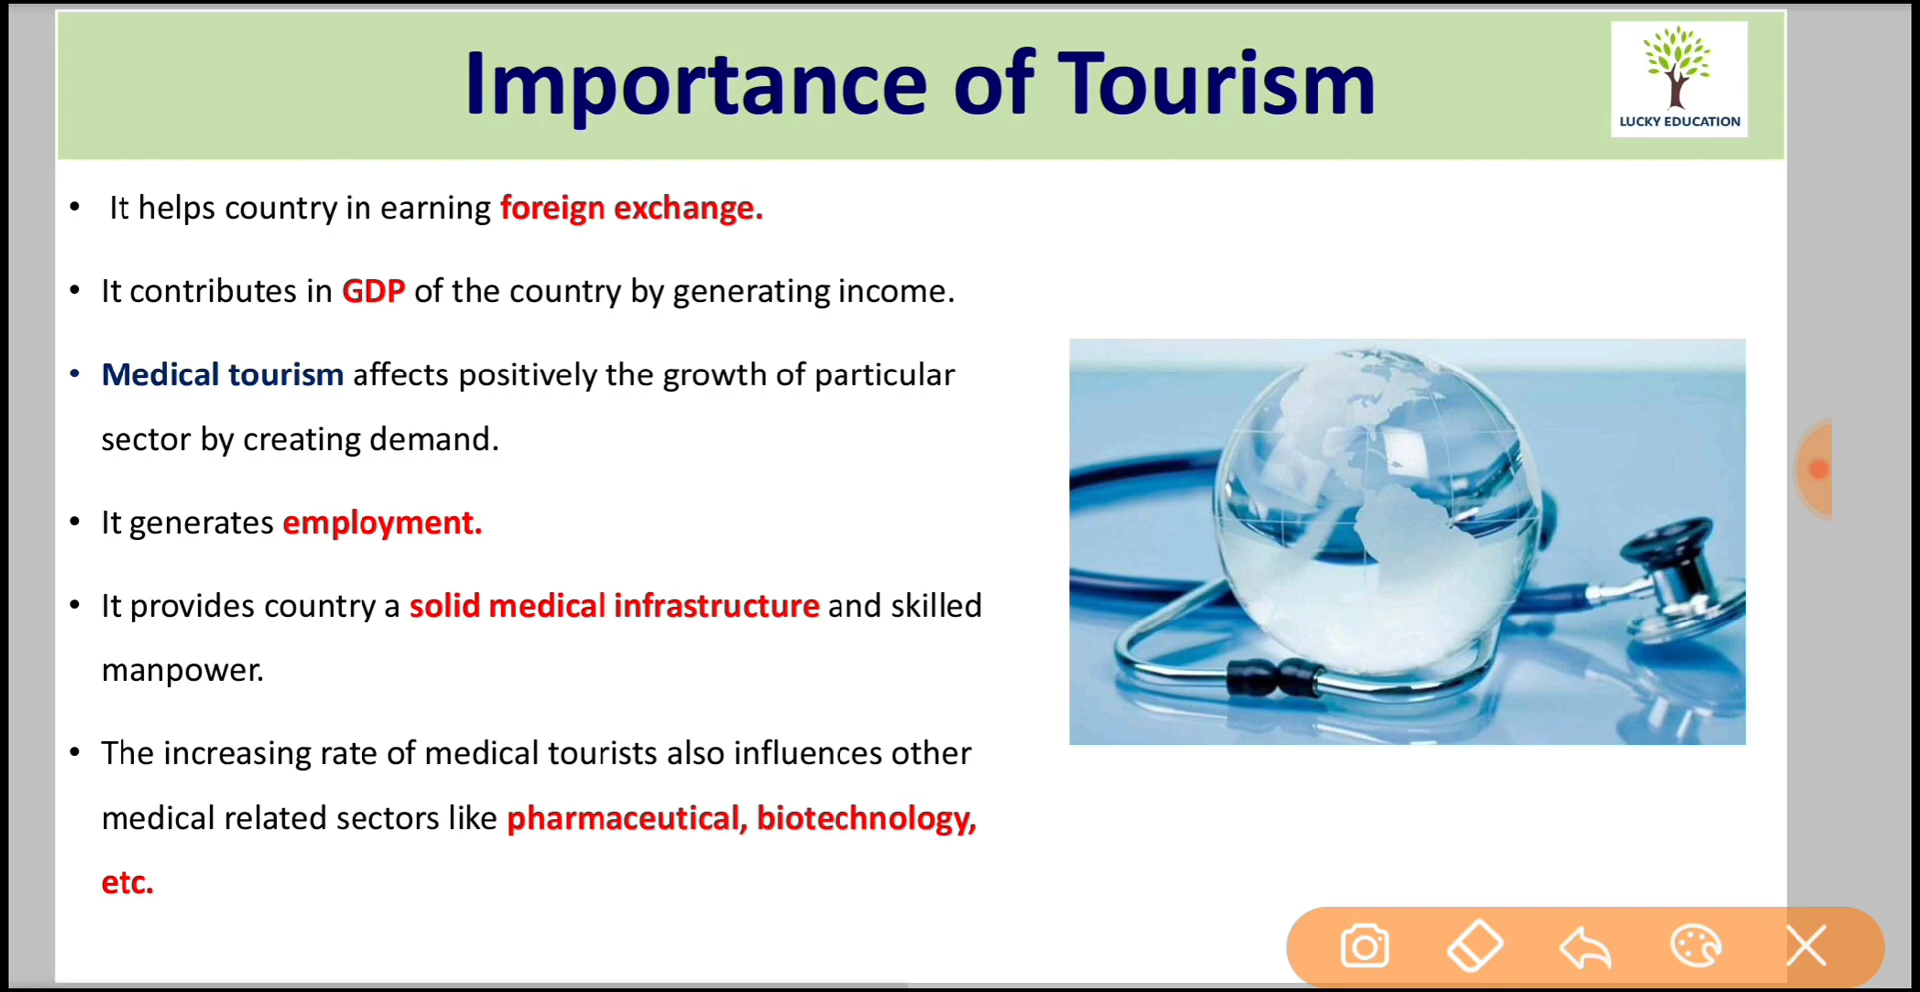 Importance of Tourism
LUCKY EDUCATION
• It helps country in earning foreign exchange.
• It contributes in GDP of the country by generating income.
• Medical tourism affects positively the growth of particular
sector by creating demand.
• It generates employment.
• It provides country a solid medical infrastructure and skilled
manpower.
• The increasing rate of medical tourists also influences other
medical related sectors like pharmaceutical, biotechnology,
etc.